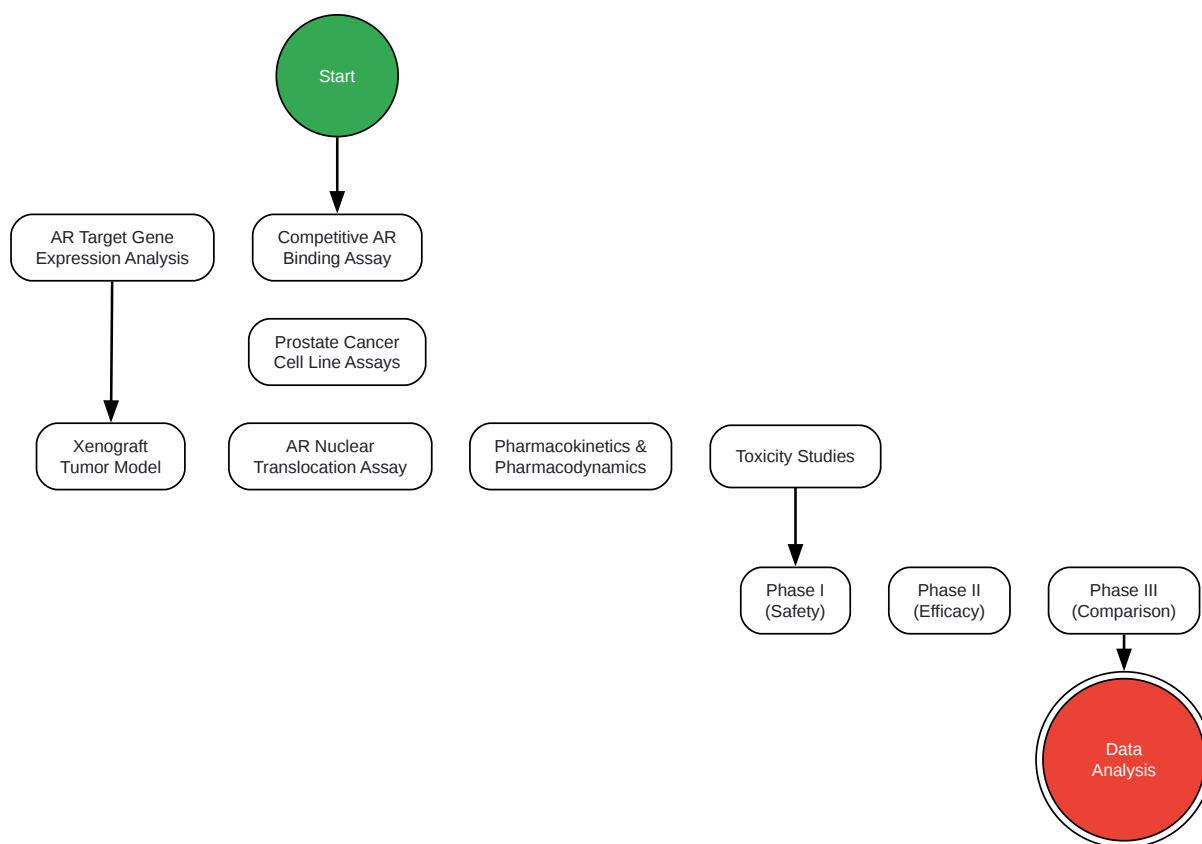 Start
AR Target Gene
Expression Analysis
Competitive AR
Binding Assay
Prostate Cancer
Cell Line Assays
Xenograft
Tumor Model
AR Nuclear
Translocation Assay
Pharmacokinetics &
Pharmacodynamics
Toxicity Studies
Phase I
(Safety)
Phase II
(Efficacy)
Phase III
(Comparison)
Data
Analysis